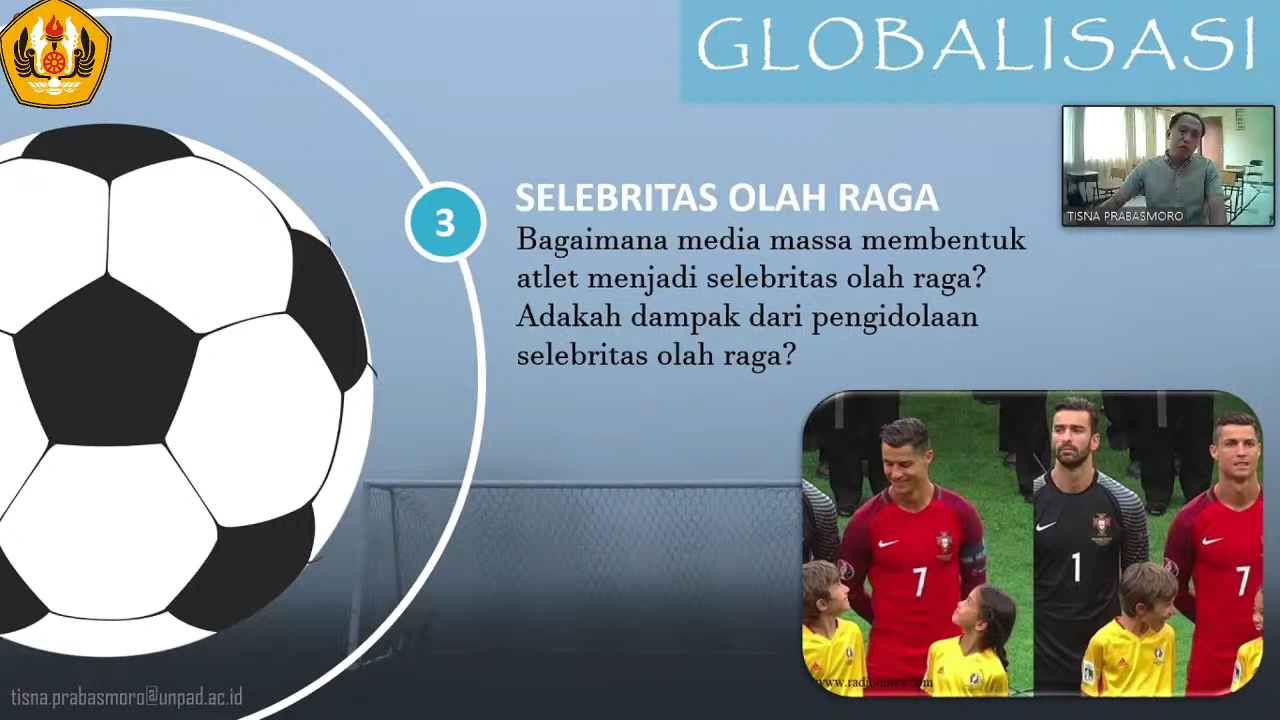 GLOBALISASI
TISNA PRABASMORO
3
SELEBRITAS OLAH RAGA
Bagaimana media massa membentuk
atlet menjadi selebritas olah raga?
Adakah dampak dari pengidolaan
selebritas olah raga?
7
1
7
tisna.prabasmoro@unpad.ac.id